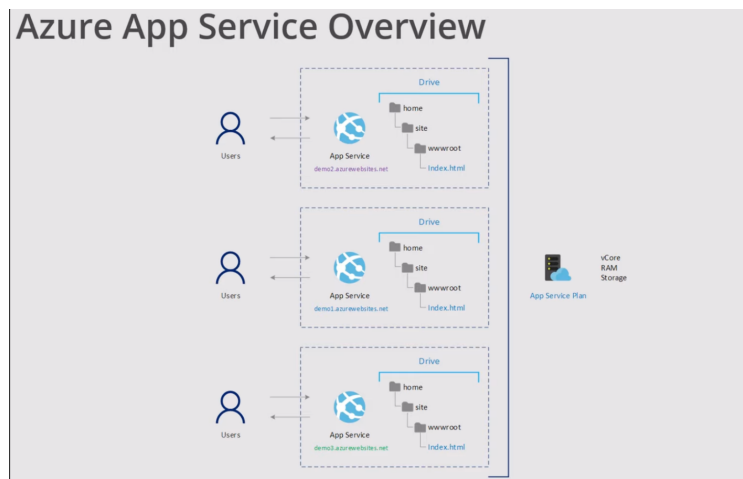 Azure App Service Overview
Drive
home
site
wwwroot
Index.html
Users
App Service
demo2.azurewebsites.net
Drive
home
site
wwwroot
Index.html
Users
App Service
demo1.azurewebsites.net
vCore
RAM
Storage
App Service Plan
Drive
home
site
wwwroot
Index.html
Users
App Service
demo3.azurewebsites.net